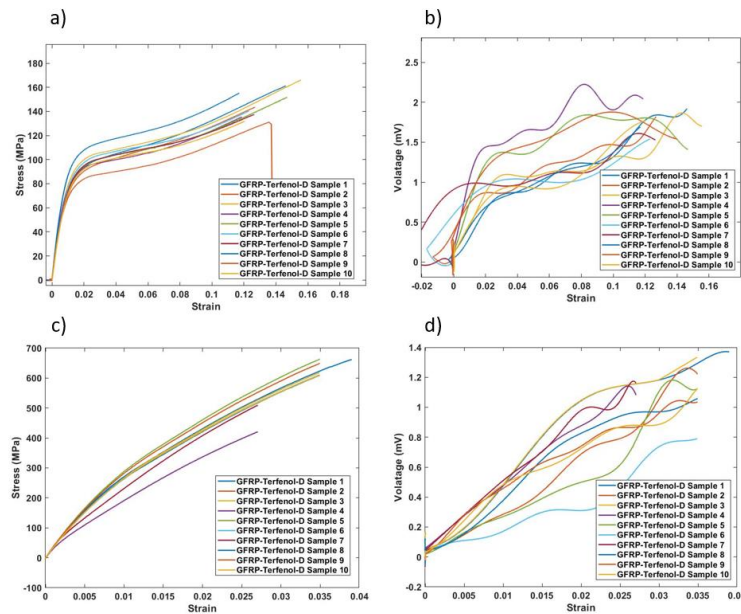 a)
180
160
140
120
100
80
60
40
20
0
Stress (MPa)
0 0.02 0.04 0.06 0.08 0.1 0.12 0.14 0.16 0.18
Strain
GFRP-Terfenol-D Sample 1
GFRP-Terfenol-D Sample 2
GFRP-Terfenol-D Sample 3
GFRP-Terfenol-D Sample 4
GFRP-Terfenol-D Sample 5
GFRP-Terfenol-D Sample 6
GFRP-Terfenol-D Sample 7
GFRP-Terfenol-D Sample 8
GFRP-Terfenol-D Sample 9
GFRP-Terfenol-D Sample 10
b)
2.5
2
1.5
1
0.5
0
Volatage (mV)
-0.02 0 0.02 0.04 0.06 0.08 0.1 0.12 0.14 0.16
Strain
GFRP-Terfenol-D Sample 1
GFRP-Terfenol-D Sample 2
GFRP-Terfenol-D Sample 3
GFRP-Terfenol-D Sample 4
GFRP-Terfenol-D Sample 5
GFRP-Terfenol-D Sample 6
GFRP-Terfenol-D Sample 7
GFRP-Terfenol-D Sample 8
GFRP-Terfenol-D Sample 9
GFRP-Terfenol-D Sample 10
c)
700
600
500
400
300
200
100
0
-100
Stress (MPa)
0 0.005 0.01 0.015 0.02 0.025 0.03 0.035 0.04
Strain
GFRP-Terfenol-D Sample 1
GFRP-Terfenol-D Sample 2
GFRP-Terfenol-D Sample 3
GFRP-Terfenol-D Sample 4
GFRP-Terfenol-D Sample 5
GFRP-Terfenol-D Sample 6
GFRP-Terfenol-D Sample 7
GFRP-Terfenol-D Sample 8
GFRP-Terfenol-D Sample 9
GFRP-Terfenol-D Sample 10
d)
1.4
1.2
1
0.8
0.6
0.4
0.2
0
-0.2
Volatage (mV)
0 0.005 0.01 0.015 0.02 0.025 0.03 0.035
Strain
GFRP-Terfenol-D Sample 1
GFRP-Terfenol-D Sample 2
GFRP-Terfenol-D Sample 3
GFRP-Terfenol-D Sample 4
GFRP-Terfenol-D Sample 5
GFRP-Terfenol-D Sample 6
GFRP-Terfenol-D Sample 7
GFRP-Terfenol-D Sample 8
GFRP-Terfenol-D Sample 9
GFRP-Terfenol-D Sample 10